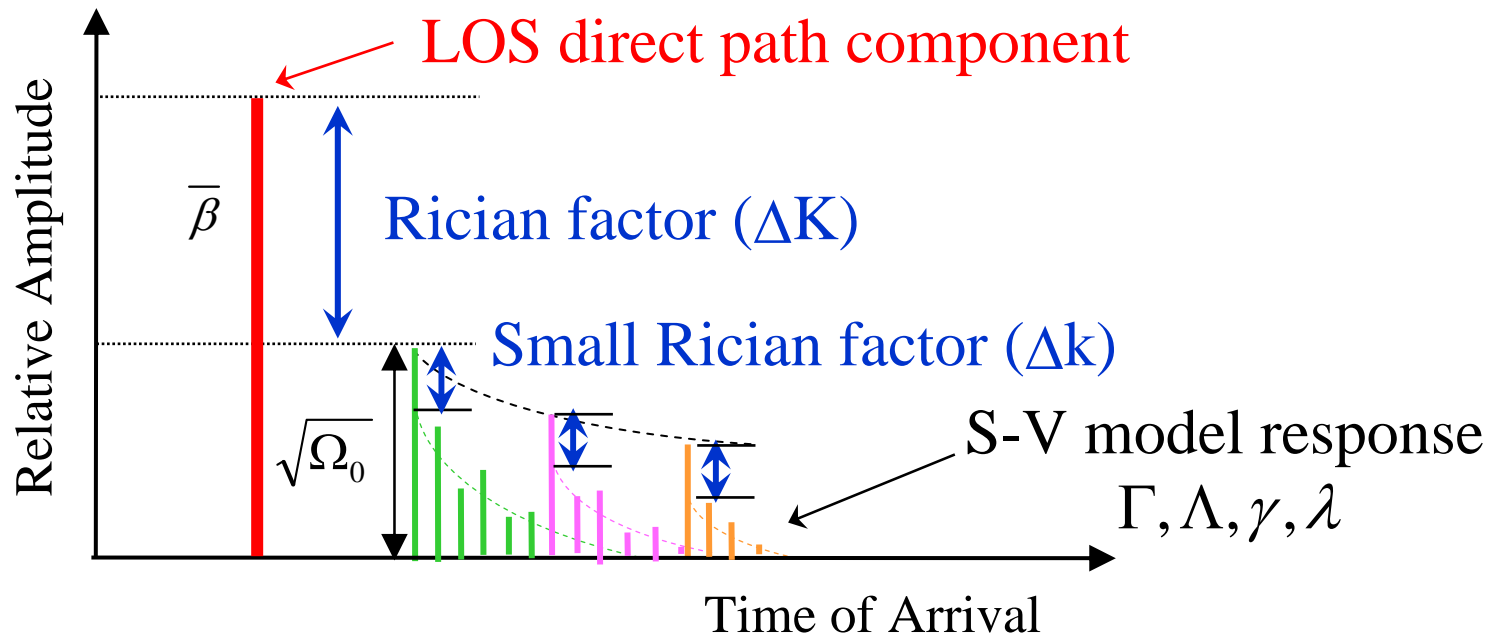 LOS direct path component
Relative Amplitude
β̅
Rician factor (ΔK)
Small Rician factor (Δk)
√Ω₀
S-V model response
Γ, Λ, γ, λ
Time of Arrival